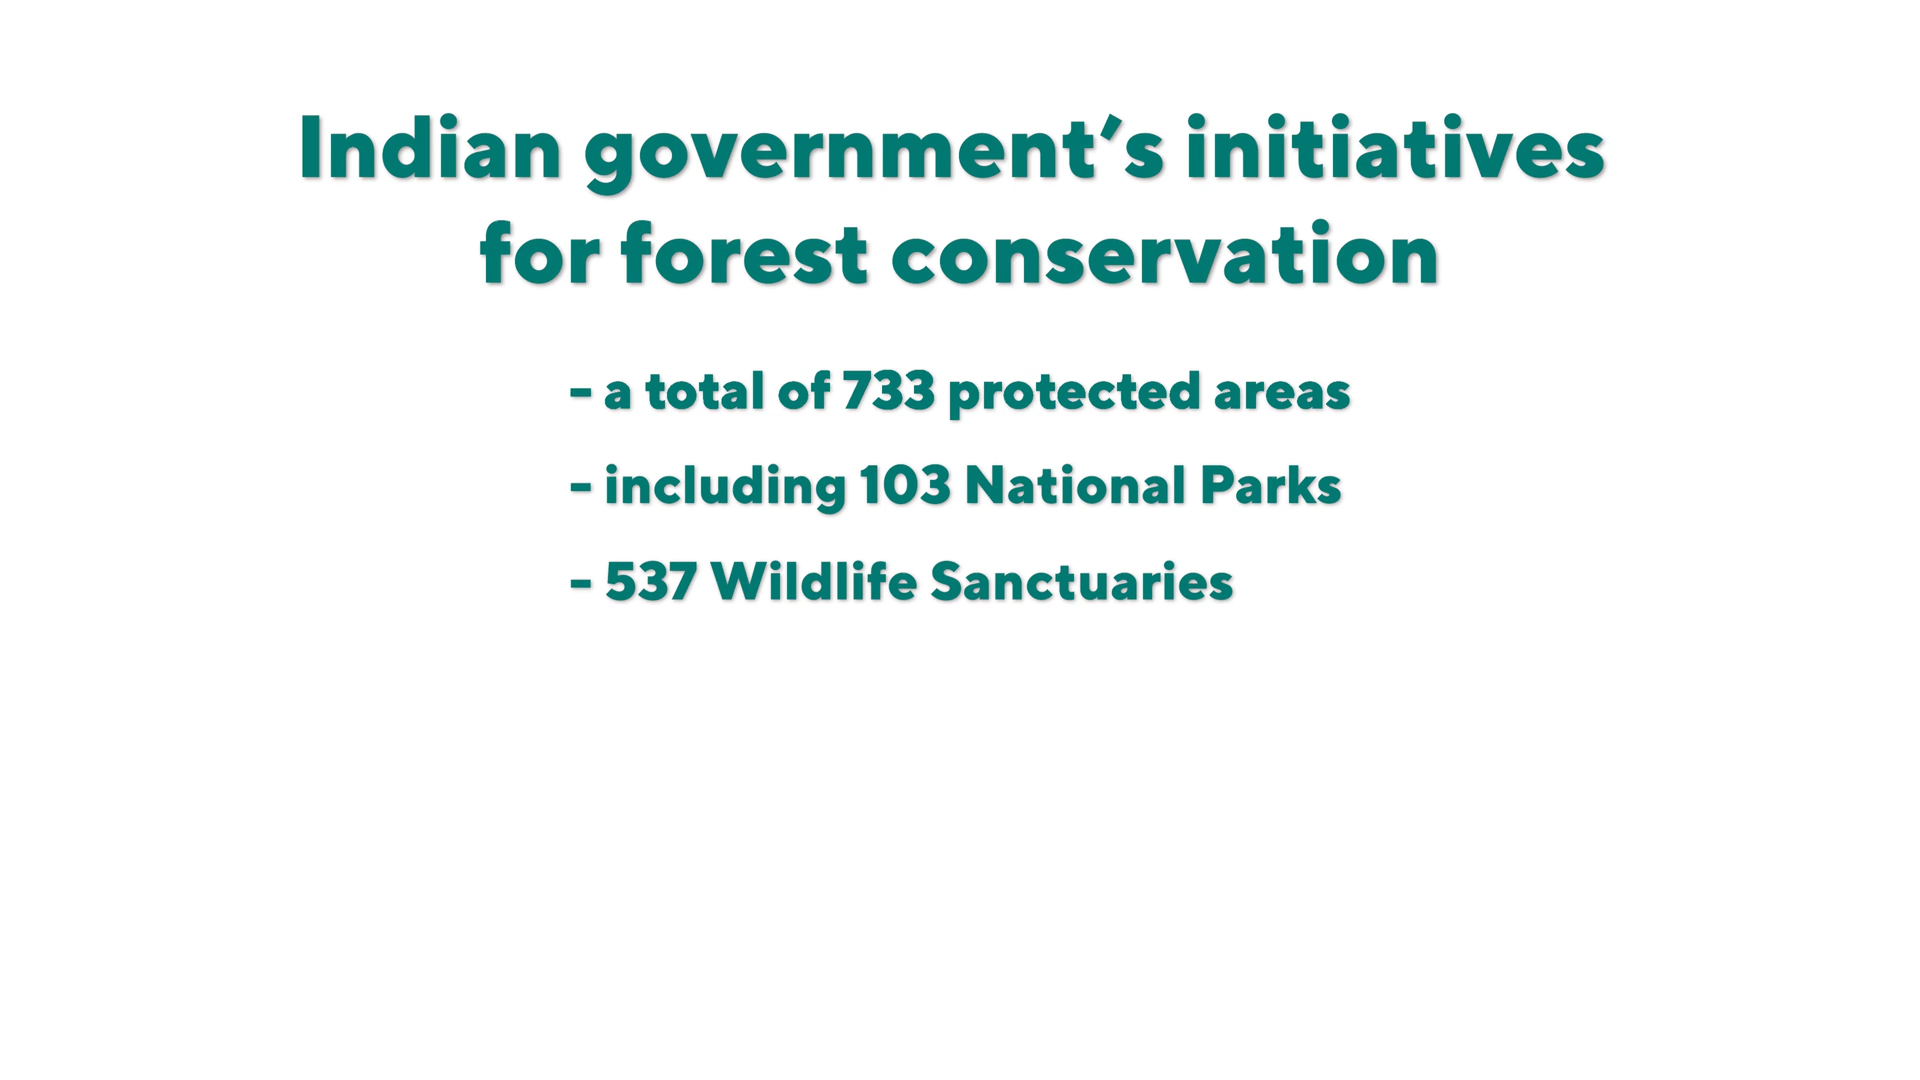 Indian government’s initiatives
for forest conservation
- a total of 733 protected areas
- including 103 National Parks
- 537 Wildlife Sanctuaries